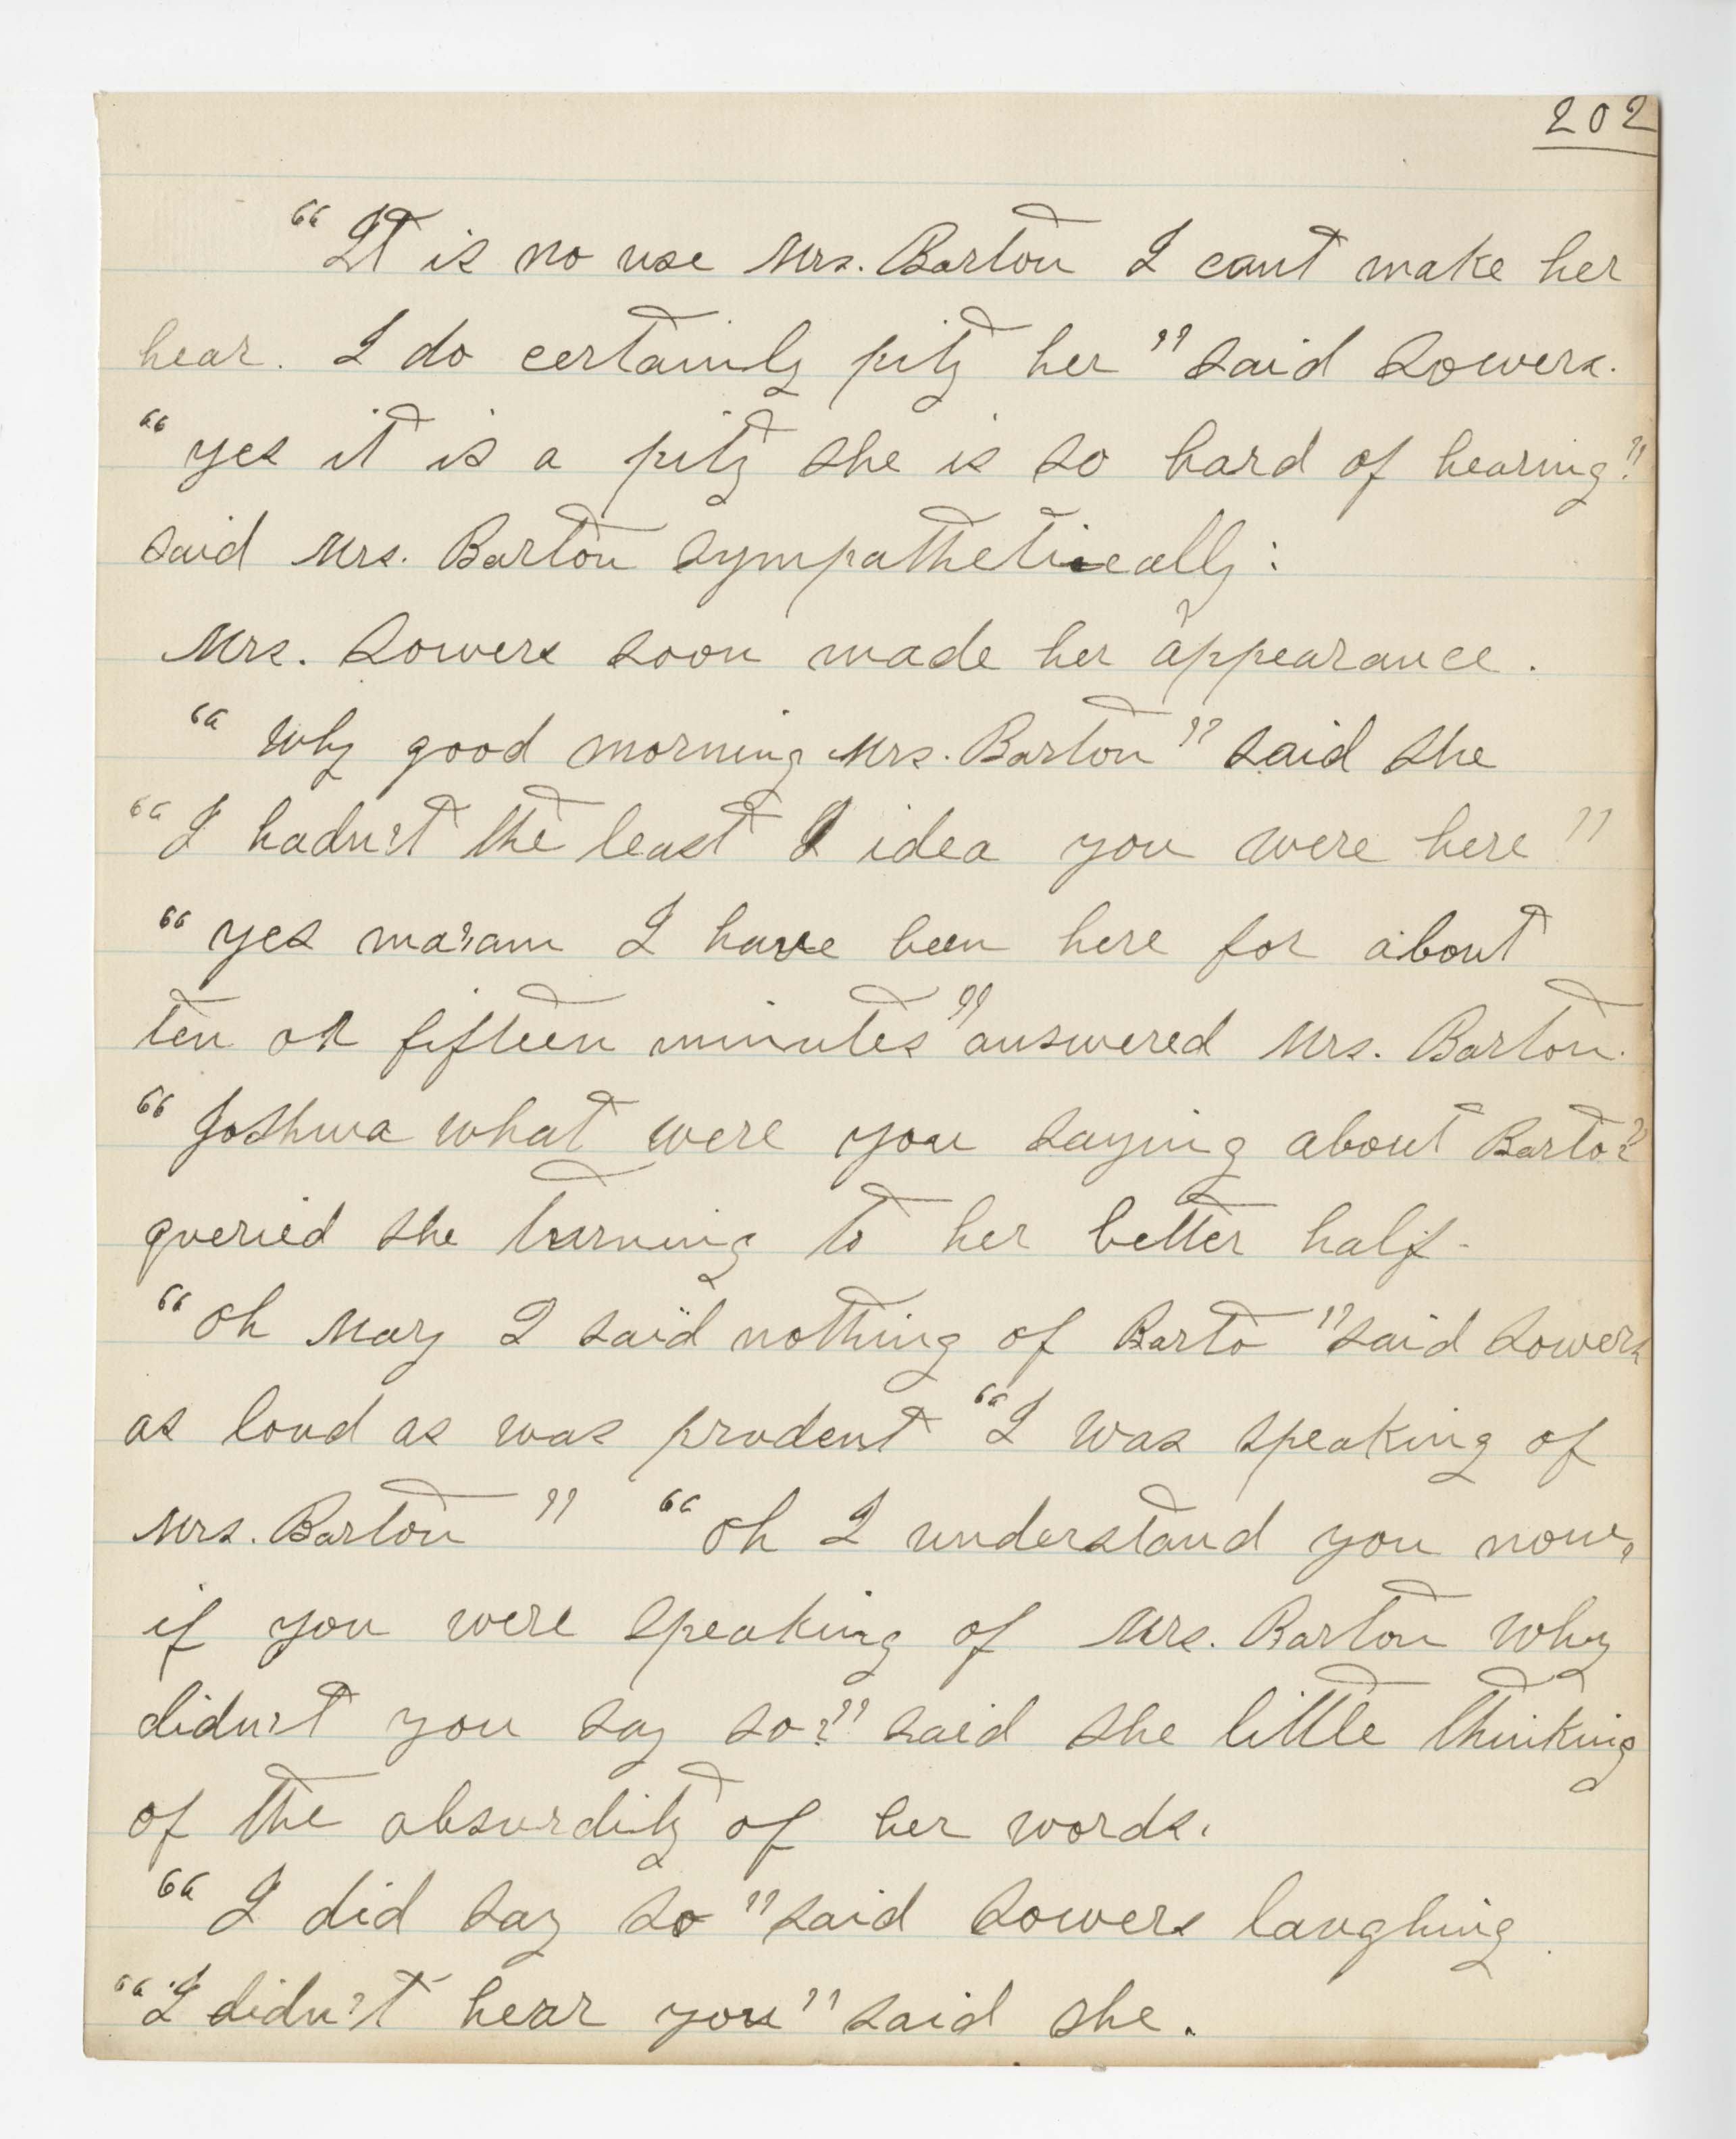 202
"It is no use Mrs. Barton I cant make her
hear. I do certainly pity her" said Sowers.
"yes it is a pity she is so hard of hearing."
said Mrs. Barton sympathetically:
Mrs. Sowers soon made her appearance.
"Why good morning Mrs. Barton" said she
"I hadn't the least idea you were here"
"yes ma'am I have been here for about
ten or fifteen minutes" answered Mrs. Barton.
"Joshua what were you saying about Barto?"
queried she turning to her better half-
"Oh Mary I said nothing of Barto" said Sowers
as loud as was prudent "I was speaking of
Mrs. Barton" "Oh I understand you now,
if you were speaking of Mrs. Barton why
didn't you say so?" said she little thinking
of the absurdity of her words.
"I did say so" said Sowers laughing.
"I didn't hear you" said she.